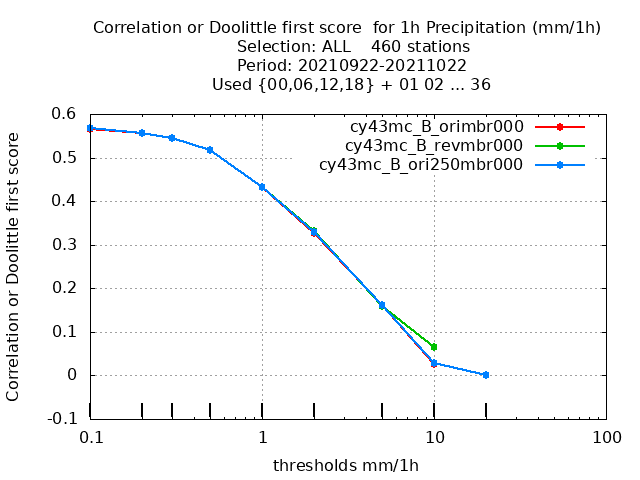 Correlation or Doolittle first score  for 1h Precipitation (mm/1h)
Selection: ALL    460 stations
Period: 20210922-20211022
Used {00,06,12,18} + 01 02 ... 36
cy43mc_B_orimbr000
cy43mc_B_revmbr000
cy43mc_B_ori250mbr000
Correlation or Doolittle first score
0.6
0.5
0.4
0.3
0.2
0.1
0
-0.1
0.1 1 10 100
thresholds mm/1h